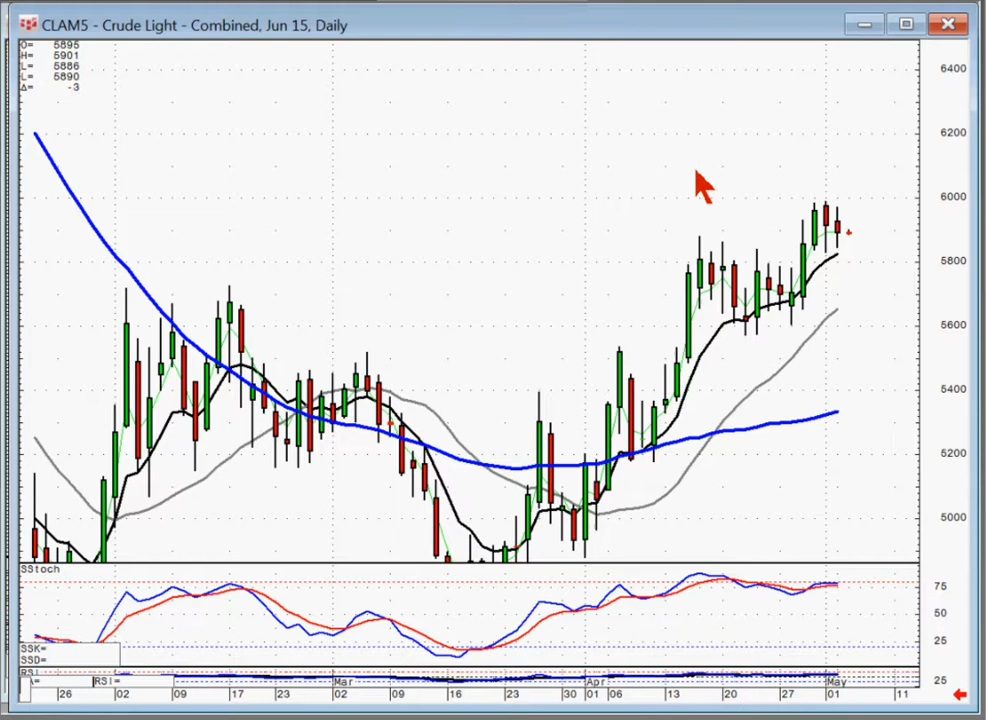 CLAM5 - Crude Light - Combined, Jun 15, Daily
O= 5895
H= 5901
L= 5886
L= 5890
Δ= -3
6400
6200
6000
5800
5600
5400
5200
5000
SStoch
75
50
25
SSK=
SSD=
RSI
RSI=
25
26 02 09 17 23 02 Mar 09 16 23 30 01 Apr 06 13 20 27 01 May 11